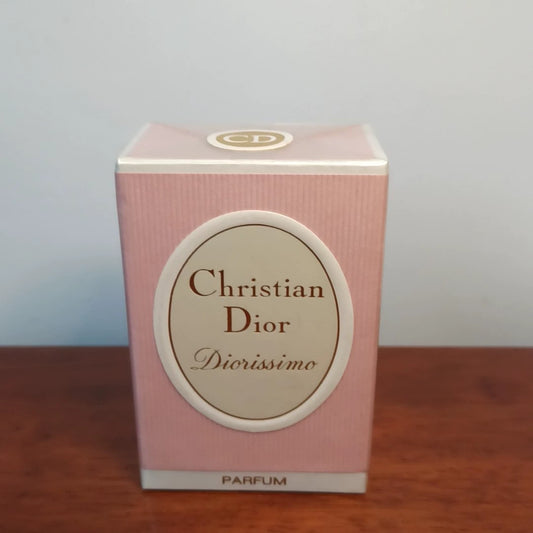 CD
Christian
Dior
Diorissimo
PARFUM